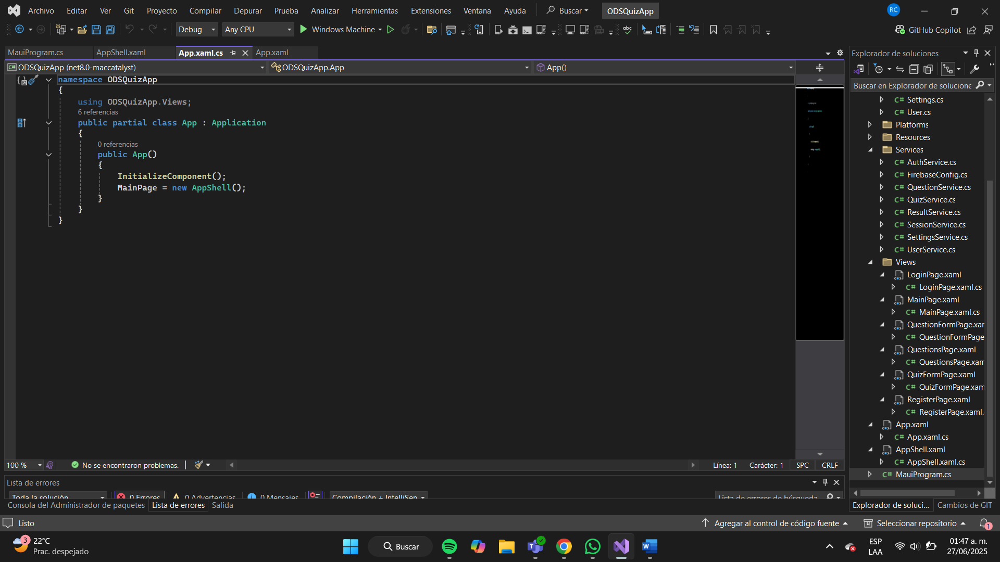 Archivo Editar Ver Git Proyecto Compilar Depurar Prueba Analizar Herramientas Extensiones Ventana Ayuda Buscar ODSQuizApp RC
Debug Any CPU Windows Machine abc GitHub Copilot
MauiProgram.cs AppShell.xaml App.xaml.cs App.xaml
C# ODSQuizApp (net8.0-maccatalyst) ODSQuizApp.App App()
namespace ODSQuizApp
{
using ODSQuizApp.Views;
6 referencias
public partial class App : Application
{
0 referencias
public App()
{
InitializeComponent();
MainPage = new AppShell();
}
}
}
100 % No se encontraron problemas. Línea: 1 Carácter: 1 SPC CRLF
Lista de errores
Toda la solución 0 Errores 0 Advertencias 0 Mensajes Compilación + IntelliSen Lista de errores de búsqueda
Consola del Administrador de paquetes Lista de errores Salida
Explorador de soluciones
Buscar en Explorador de solucione
C# Settings.cs
C# User.cs
Platforms
Resources
Services
C# AuthService.cs
C# FirebaseConfig.cs
C# QuestionService.cs
C# QuizService.cs
C# ResultService.cs
C# SessionService.cs
C# SettingsService.cs
C# UserService.cs
Views
LoginPage.xaml
C# LoginPage.xaml.cs
MainPage.xaml
C# MainPage.xaml.cs
QuestionFormPage.xar
C# QuestionFormPage
QuestionsPage.xaml
C# QuestionsPage.xam
QuizFormPage.xaml
C# QuizFormPage.xam
RegisterPage.xaml
C# RegisterPage.xaml.
App.xaml
C# App.xaml.cs
AppShell.xaml
C# AppShell.xaml.cs
C# MauiProgram.cs
Explorador de soluci... Cambios de GIT
Listo Agregar al control de código fuente Seleccionar repositorio 1
3 22°C
Prac. despejado
Buscar
ESP
LAA
01:47 a. m.
27/06/2025